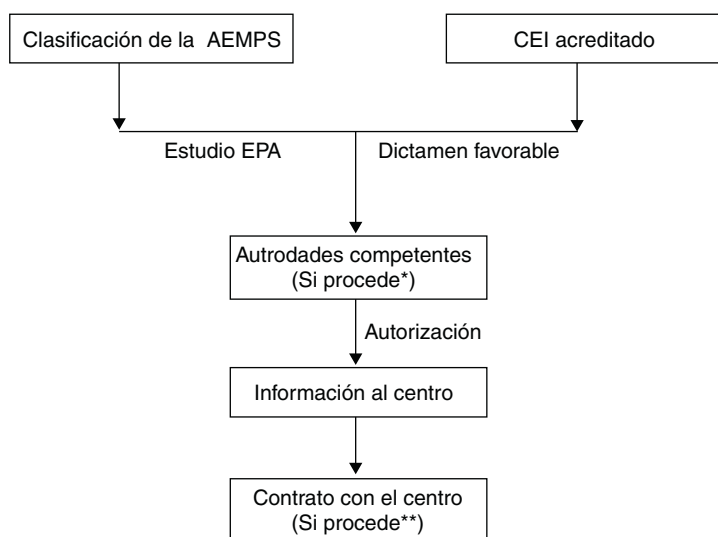 Clasificación de la AEMPS
CEI acreditado
Estudio EPA
Dictamen favorable
Autrodades competentes
(Si procede*)
Autorización
Información al centro
Contrato con el centro
(Si procede**)